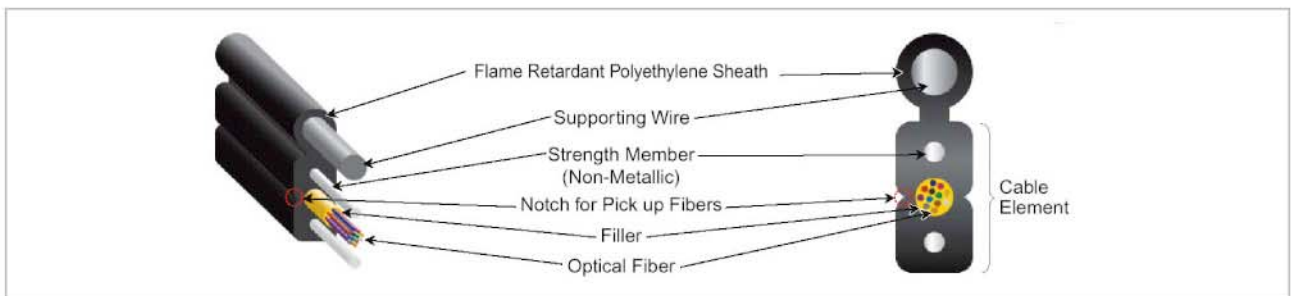 Flame Retardant Polyethylene Sheath
Supporting Wire
Strength Member
(Non-Metallic)
Notch for Pick up Fibers
Filler
Optical Fiber
Cable
Element